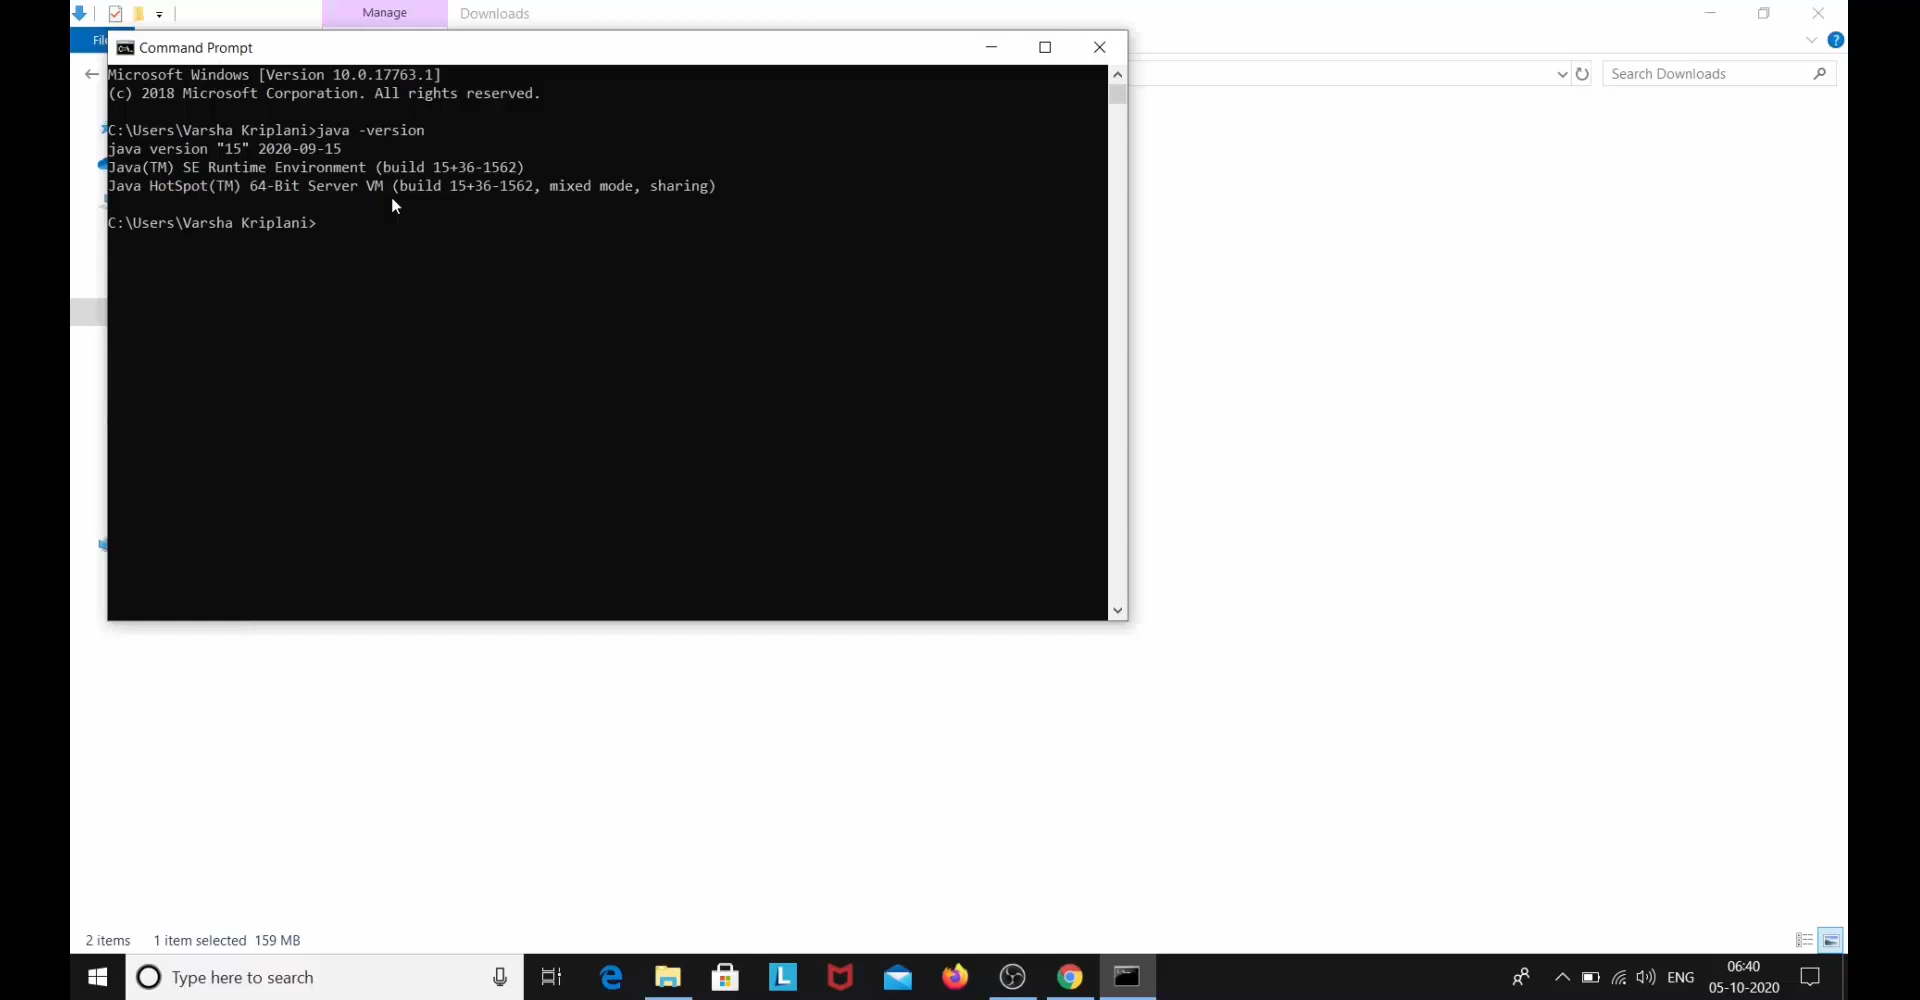 Manage
Downloads
Command Prompt
Microsoft Windows [Version 10.0.17763.1]
(c) 2018 Microsoft Corporation. All rights reserved.
C:\Users\Varsha Kriplani>java -version
java version "15" 2020-09-15
Java(TM) SE Runtime Environment (build 15+36-1562)
Java HotSpot(TM) 64-Bit Server VM (build 15+36-1562, mixed mode, sharing)
C:\Users\Varsha Kriplani>
Search Downloads
2 items 1 item selected 159 MB
Type here to search
ENG
06:40
05-10-2020